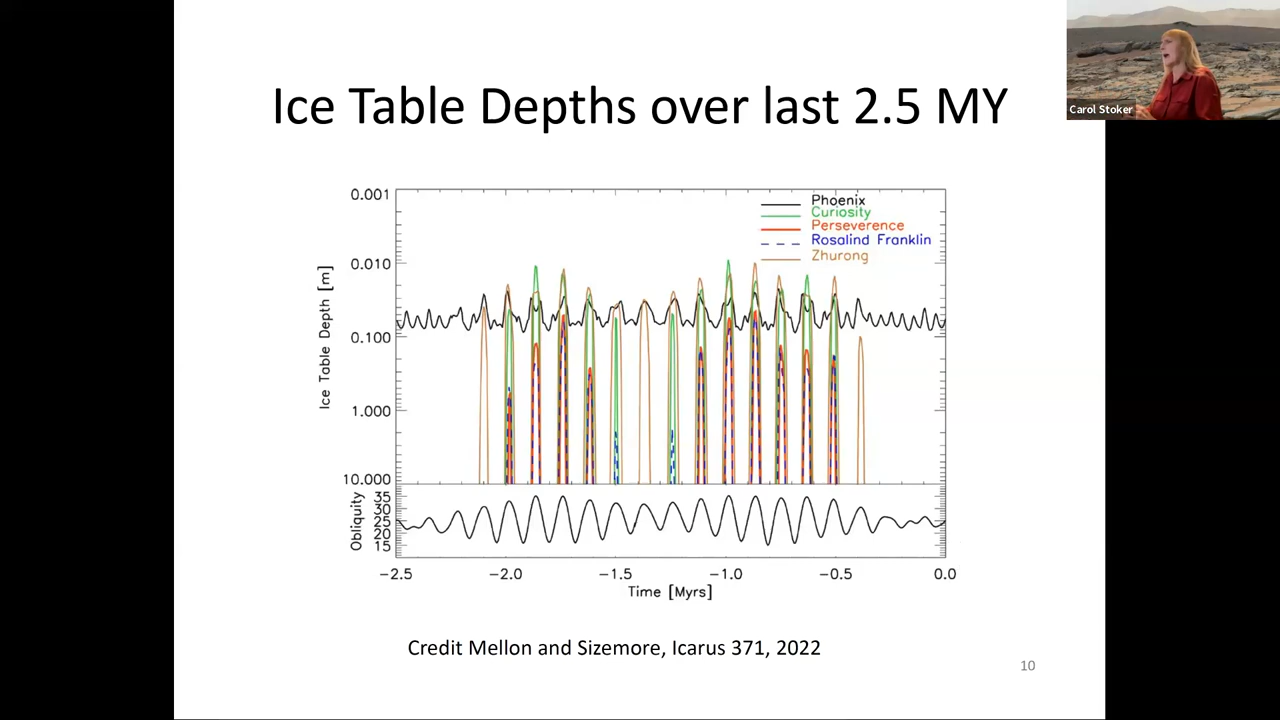 Carol Stoker
Ice Table Depths over last 2.5 MY
0.001
0.010
0.100
1.000
10.000
Ice Table Depth [m]
Phoenix
Curiosity
Perseverence
Rosalind Franklin
Zhurong
Obliquity
35
30
25
20
15
−2.5 −2.0 −1.5 −1.0 −0.5 0.0
Time [Myrs]
Credit Mellon and Sizemore, Icarus 371, 2022
10